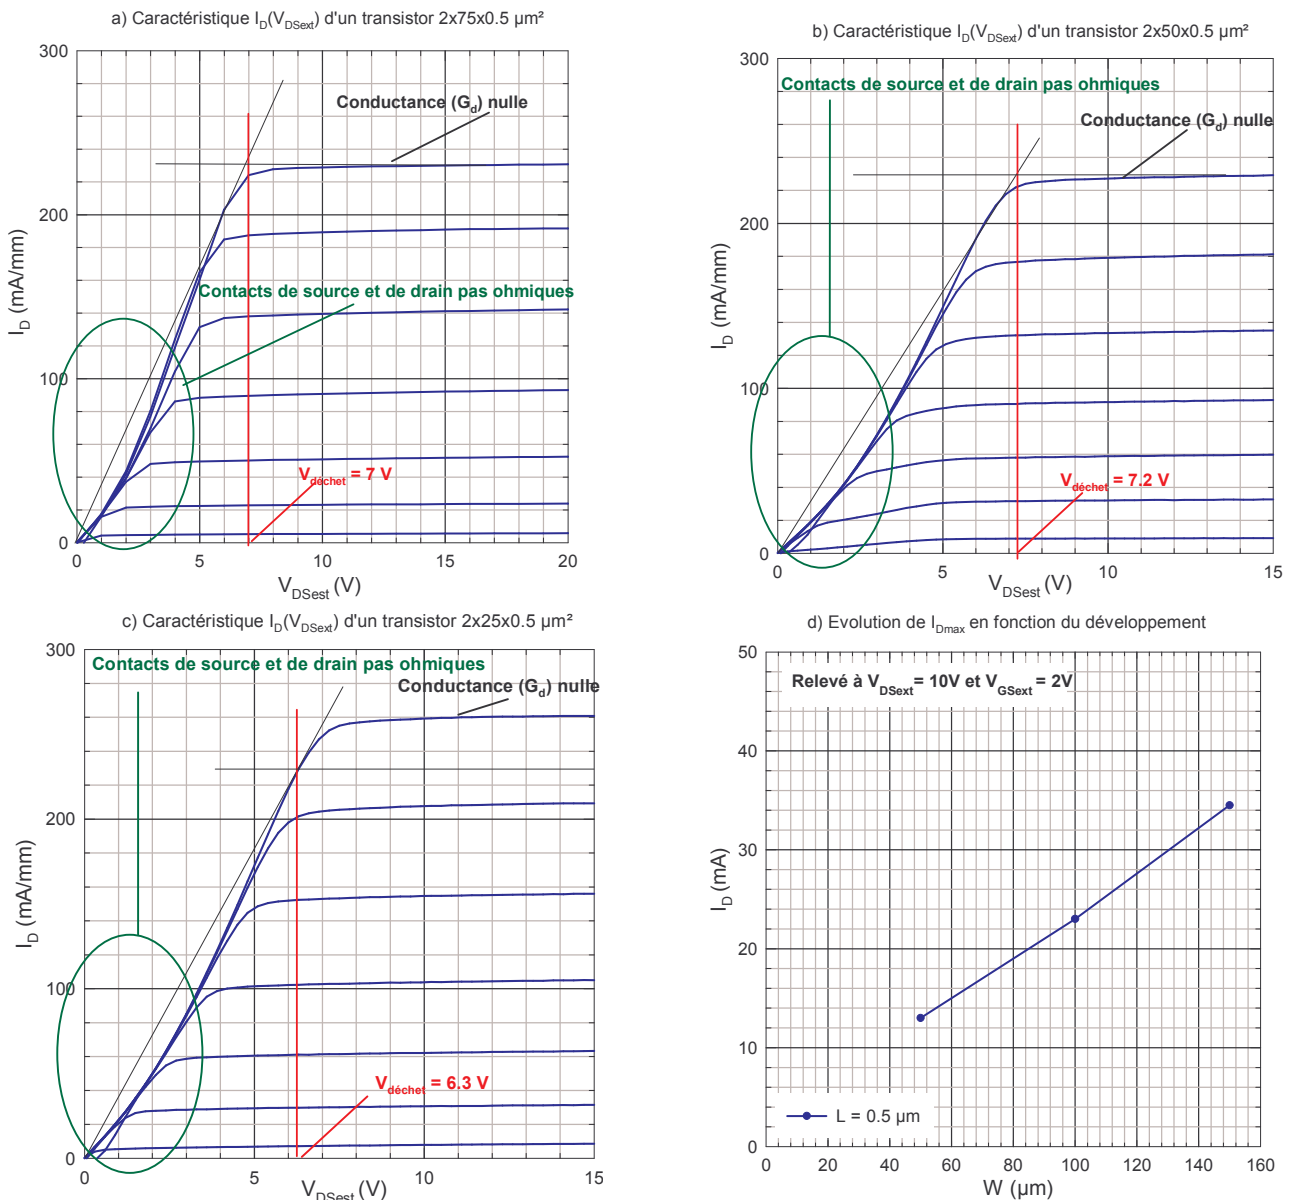 a) Caractéristique I_D(V_DSext) d'un transistor 2x75x0.5 µm²
300
200
100
0
I_D (mA/mm)
Conductance (G_d) nulle
Contacts de source et de drain pas ohmiques
V_déchet = 7 V
0 5 10 15 20
V_DSest (V)
b) Caractéristique I_D(V_DSext) d'un transistor 2x50x0.5 µm²
300
200
100
0
I_D (mA/mm)
Contacts de source et de drain pas ohmiques
Conductance (G_d) nulle
V_déchet = 7.2 V
0 5 10 15
V_DSest (V)
c) Caractéristique I_D(V_DSext) d'un transistor 2x25x0.5 µm²
300
200
100
0
I_D (mA/mm)
Contacts de source et de drain pas ohmiques
Conductance (G_d) nulle
V_déchet = 6.3 V
0 5 10 15
V_DSest (V)
d) Evolution de I_Dmax en fonction du développement
50
40
30
20
10
0
I_D (mA)
Relevé à V_DSext = 10V et V_GSext = 2V
L = 0.5 µm
0 20 40 60 80 100 120 140 160
W (µm)